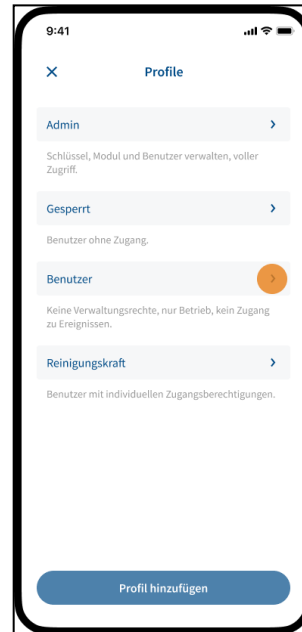 9:41
Profile
Admin
Schlüssel, Modul und Benutzer verwalten, voller
Zugriff.
Gesperrt
Benutzer ohne Zugang.
Benutzer
Keine Verwaltungsrechte, nur Betrieb, kein Zugang
zu Ereignissen.
Reinigungskraft
Benutzer mit individuellen Zugangsberechtigungen.
Profil hinzufügen